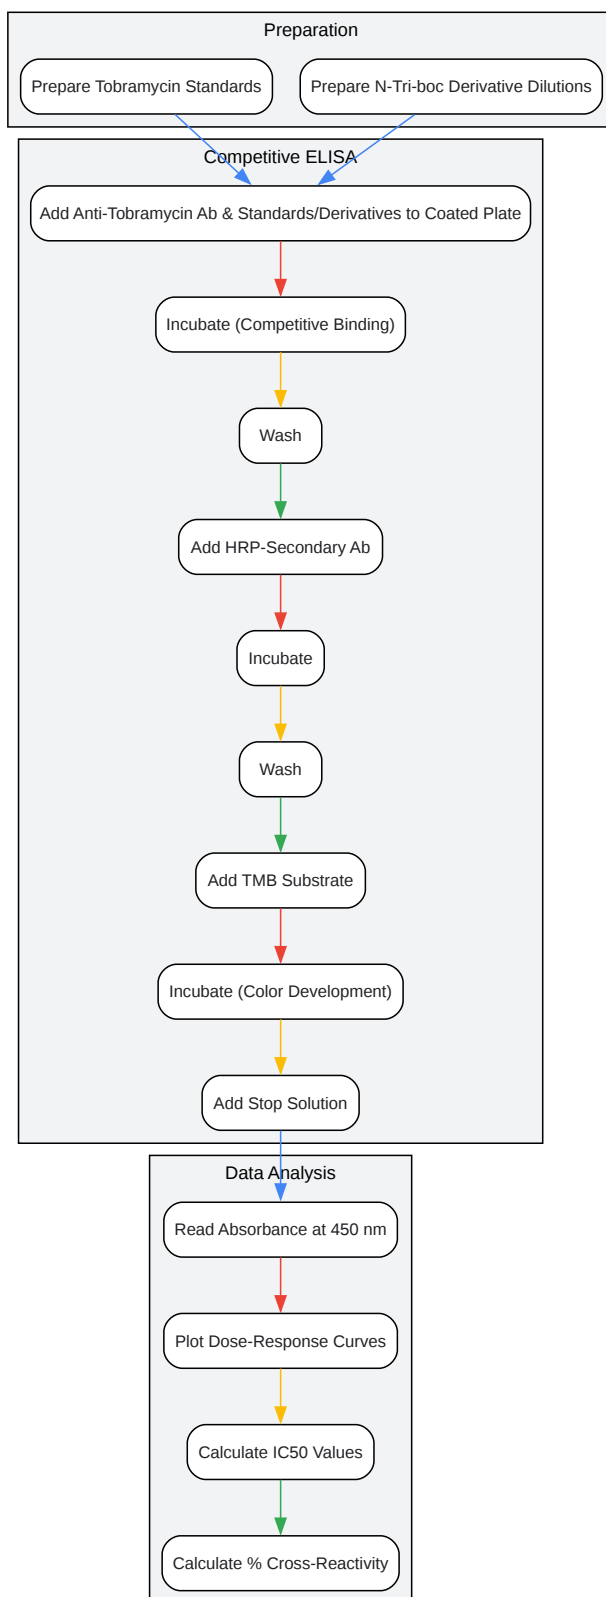 Preparation
Prepare Tobramycin Standards
Prepare N-Tri-boc Derivative Dilutions
Competitive ELISA
Add Anti-Tobramycin Ab & Standards/Derivatives to Coated Plate
Incubate (Competitive Binding)
Wash
Add HRP-Secondary Ab
Incubate
Wash
Add TMB Substrate
Incubate (Color Development)
Add Stop Solution
Data Analysis
Read Absorbance at 450 nm
Plot Dose-Response Curves
Calculate IC50 Values
Calculate % Cross-Reactivity